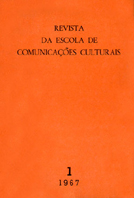 REVISTA
DA ESCOLA DE
COMUNICAÇÕES CULTURAIS
1
1967